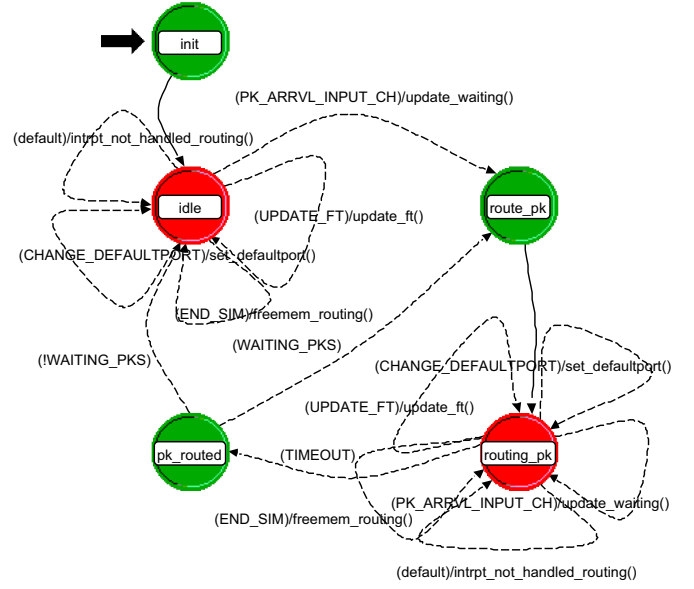 init
(PK_ARRVL_INPUT_CH)/update_waiting()
(default)/intrpt_not_handled_routing()
idle
route_pk
(UPDATE_FT)/update_ft()
(CHANGE_DEFAULTPORT)/set_defaultport()
(END_SIM)/freemem_routing()
(WAITING_PKS)
(!WAITING_PKS)
(CHANGE_DEFAULTPORT)/set_defaultport()
(UPDATE_FT)/update_ft()
pk_routed
(TIMEOUT)
routing_pk
(PK_ARRVL_INPUT_CH)/update_waiting()
(END_SIM)/freemem_routing()
(default)/intrpt_not_handled_routing()